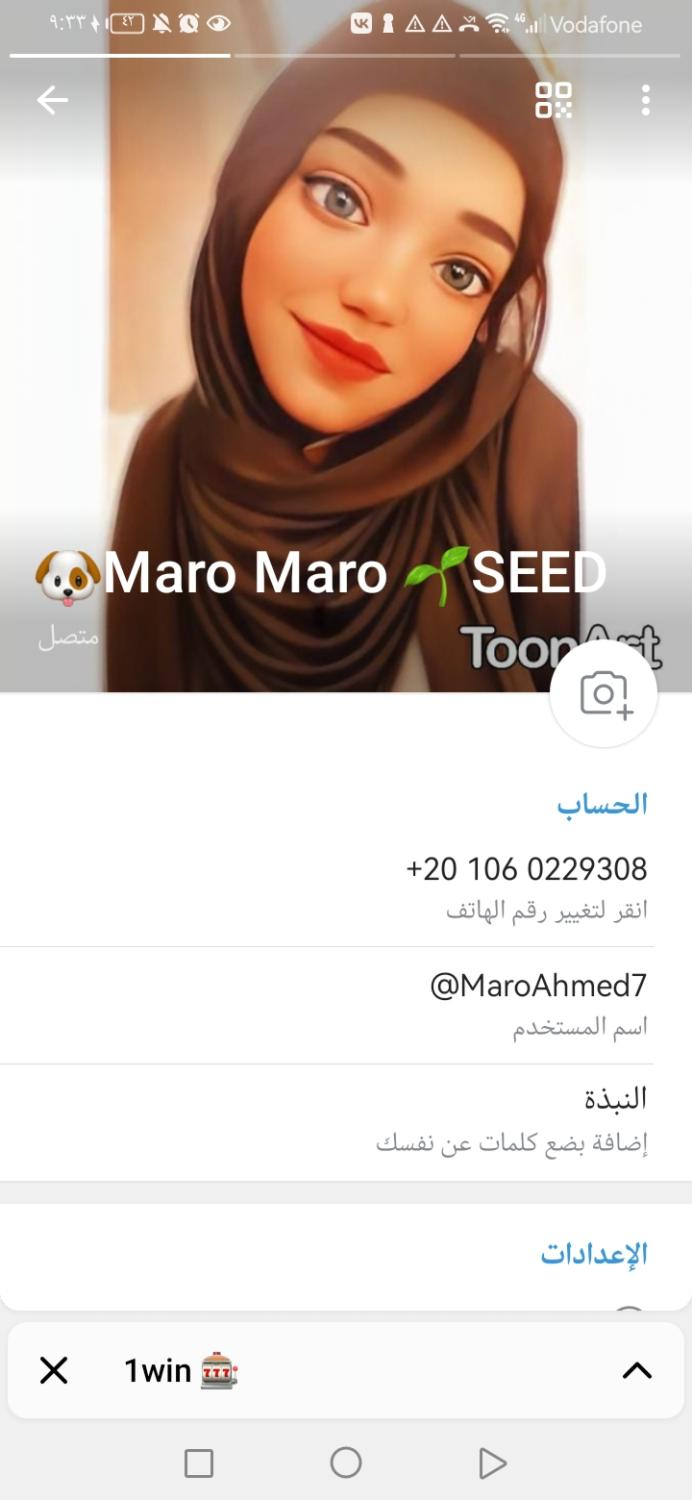 ٩:٣٣ ٤٢ 4G Vodafone
🐶Maro Maro 🌱SEED
متصل
ToonArt
الحساب
+20 106 0229308
انقر لتغيير رقم الهاتف
@MaroAhmed7
اسم المستخدم
النبذة
إضافة بضع كلمات عن نفسك
الإعدادات
1win 🎰